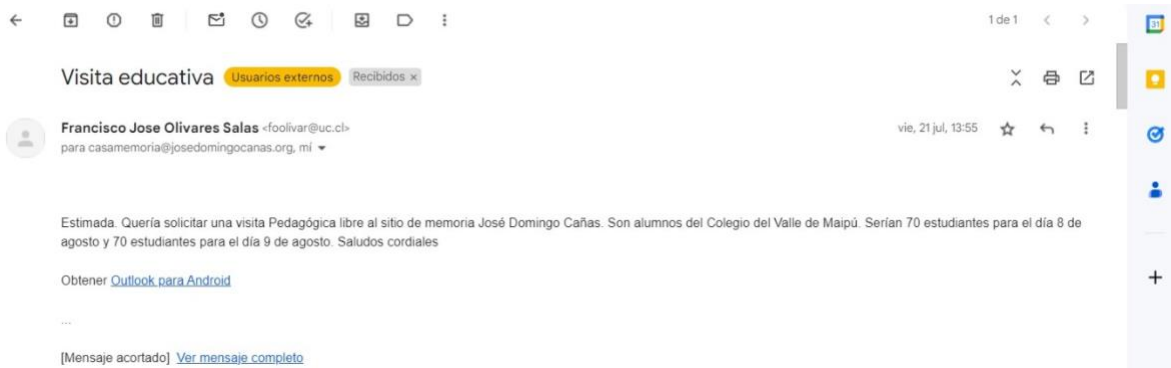 1 de 1
31
Visita educativa Usuarios externos Recibidos ×
Francisco Jose Olivares Salas <foolivar@uc.cl> vie, 21 jul, 13:55
para casamemoria@josedomingocanas.org, mí
Estimada. Quería solicitar una visita Pedagógica libre al sitio de memoria José Domingo Cañas. Son alumnos del Colegio del Valle de Maipú. Serían 70 estudiantes para el día 8 de
agosto y 70 estudiantes para el día 9 de agosto. Saludos cordiales
Obtener Outlook para Android
...
[Mensaje acortado] Ver mensaje completo